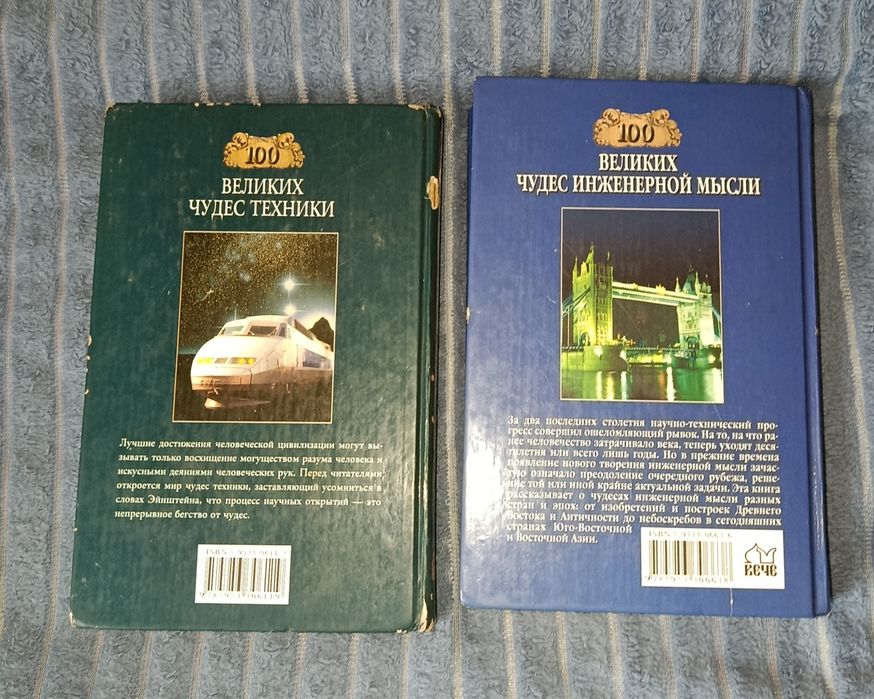 100
ВЕЛИКИХ
ЧУДЕС ТЕХНИКИ
Лучшие достижения человеческой цивилизации могут вы-
зывать только восхищение могуществом разума человека и
искусными деяниями человеческих рук. Перед читателями
откроется мир чудес техники, заставляющий усомниться в
словах Эйнштейна, что процесс научных открытий — это
непрерывное бегство от чудес.
100
ВЕЛИКИХ
ЧУДЕС ИНЖЕНЕРНОЙ МЫСЛИ
За два последних столетия научно-технический про-
гресс совершил ошеломляющий рывок. На то, на что ра-
нее человечество затрачивало века, теперь уходят деся-
тилетия или всего лишь годы. Но в прежние времена
появление нового творения инженерной мысли зачас-
тую означало преодоление очередного рубежа, реше-
ние той или иной крайне актуальной задачи. Эта книга
рассказывает о чудесах инженерной мысли разных
стран и эпох: от изобретений и построек Древнего
Востока и Античности до небоскребов в сегодняшних
странах Юго-Восточной
и Восточной Азии.
ВЕЧЕ